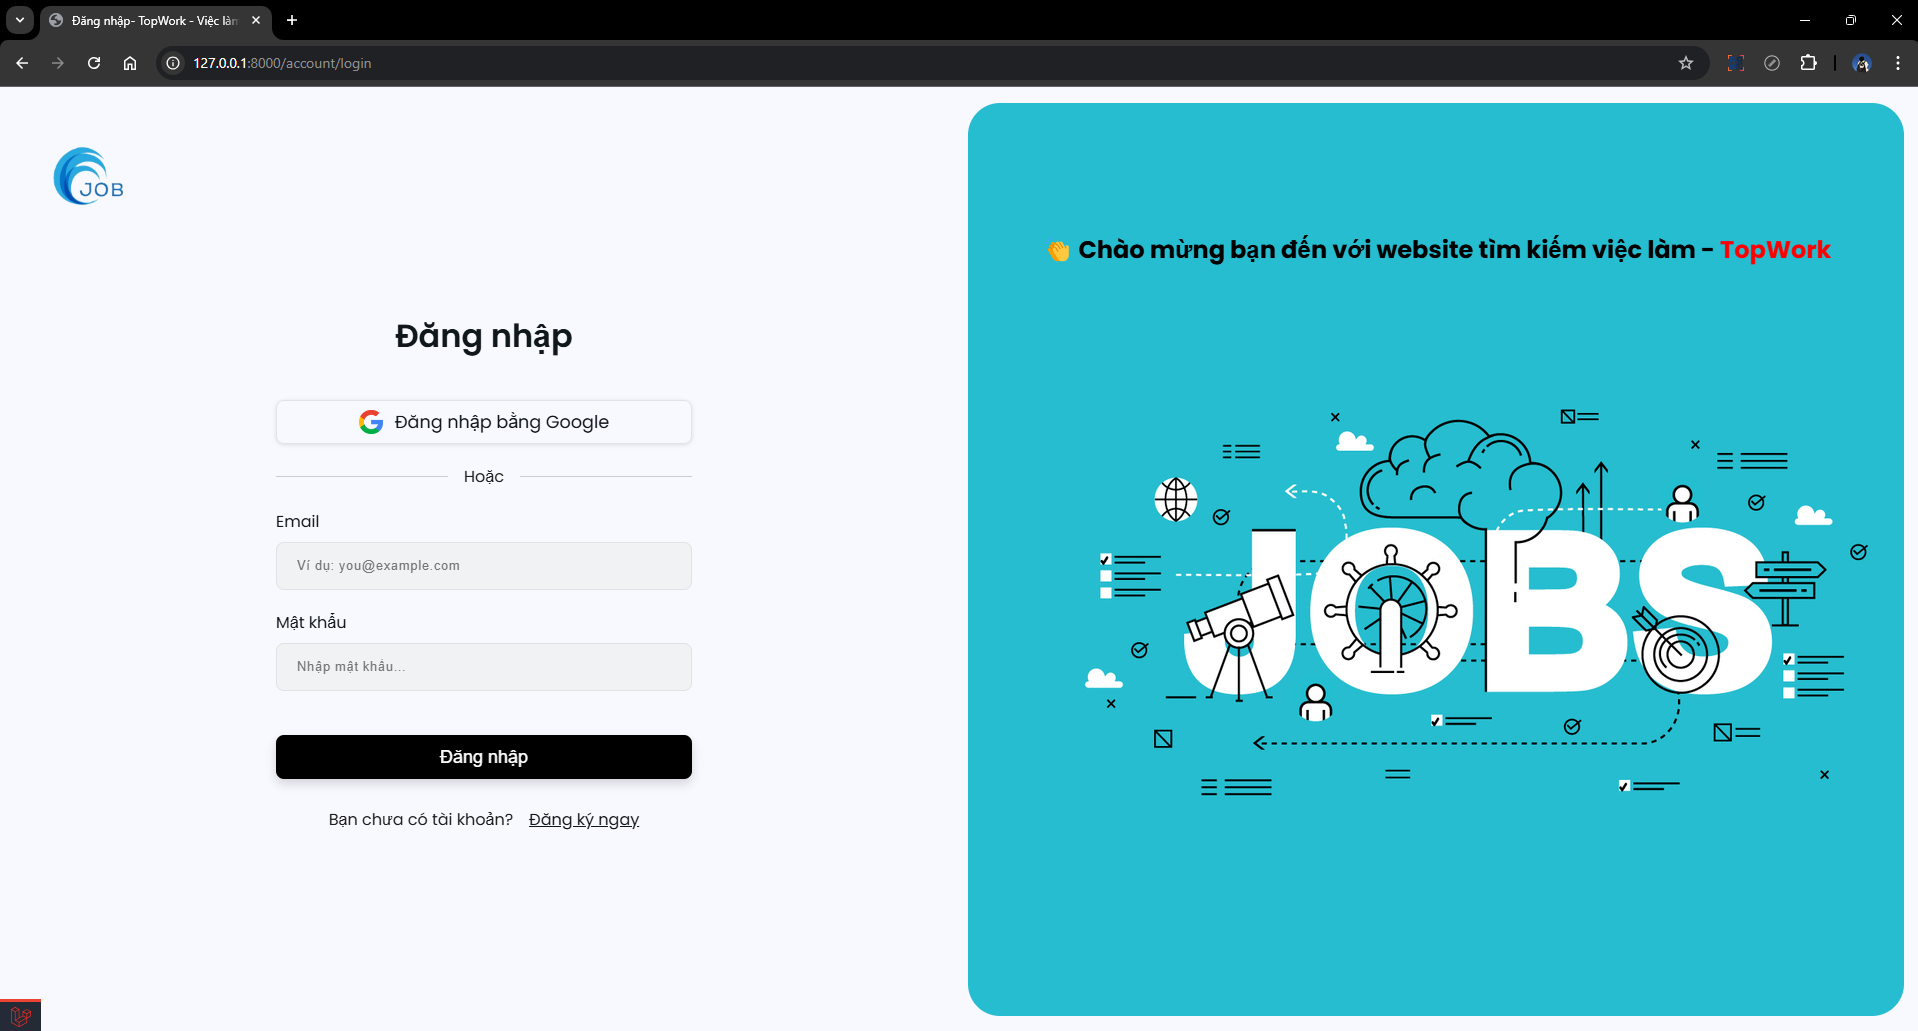 Đăng nhập- TopWork - Việc làn
127.0.0.1:8000/account/login
JOB
Đăng nhập
Đăng nhập bằng Google
Hoặc
Email
Ví dụ: you@example.com
Mật khẩu
Nhập mật khẩu...
Đăng nhập
Bạn chưa có tài khoản? Đăng ký ngay
👏 Chào mừng bạn đến với website tìm kiếm việc làm - TopWork
JOBS